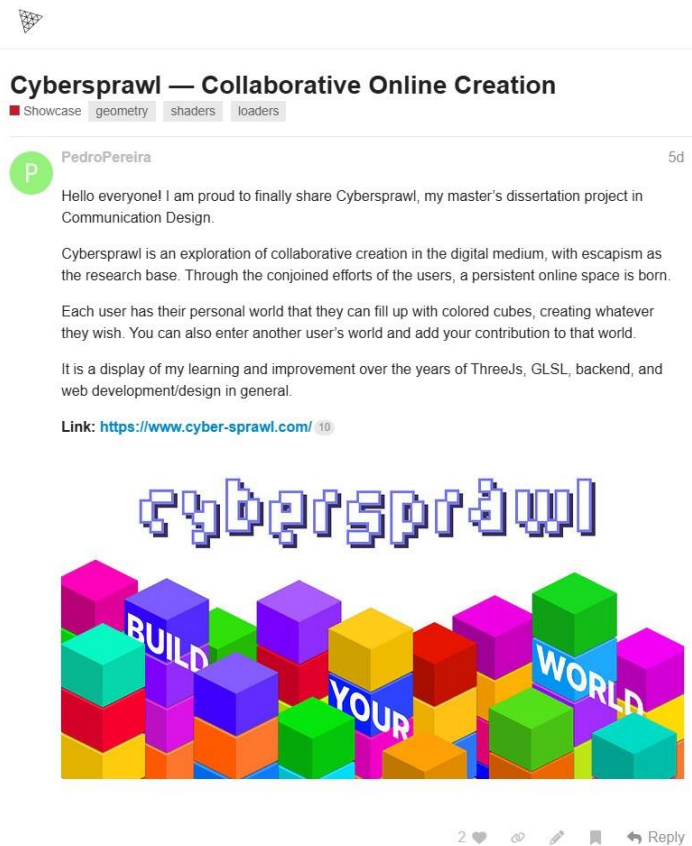 Cybersprawl — Collaborative Online Creation
Showcase geometry shaders loaders
P
PedroPereira 5d
Hello everyone! I am proud to finally share Cybersprawl, my master’s dissertation project in
Communication Design.
Cybersprawl is an exploration of collaborative creation in the digital medium, with escapism as
the research base. Through the conjoined efforts of the users, a persistent online space is born.
Each user has their personal world that they can fill up with colored cubes, creating whatever
they wish. You can also enter another user’s world and add your contribution to that world.
It is a display of my learning and improvement over the years of ThreeJs, GLSL, backend, and
web development/design in general.
Link: https://www.cyber-sprawl.com/ 10
cybersprawl
BUILD
YOUR
WORLD
2 Reply